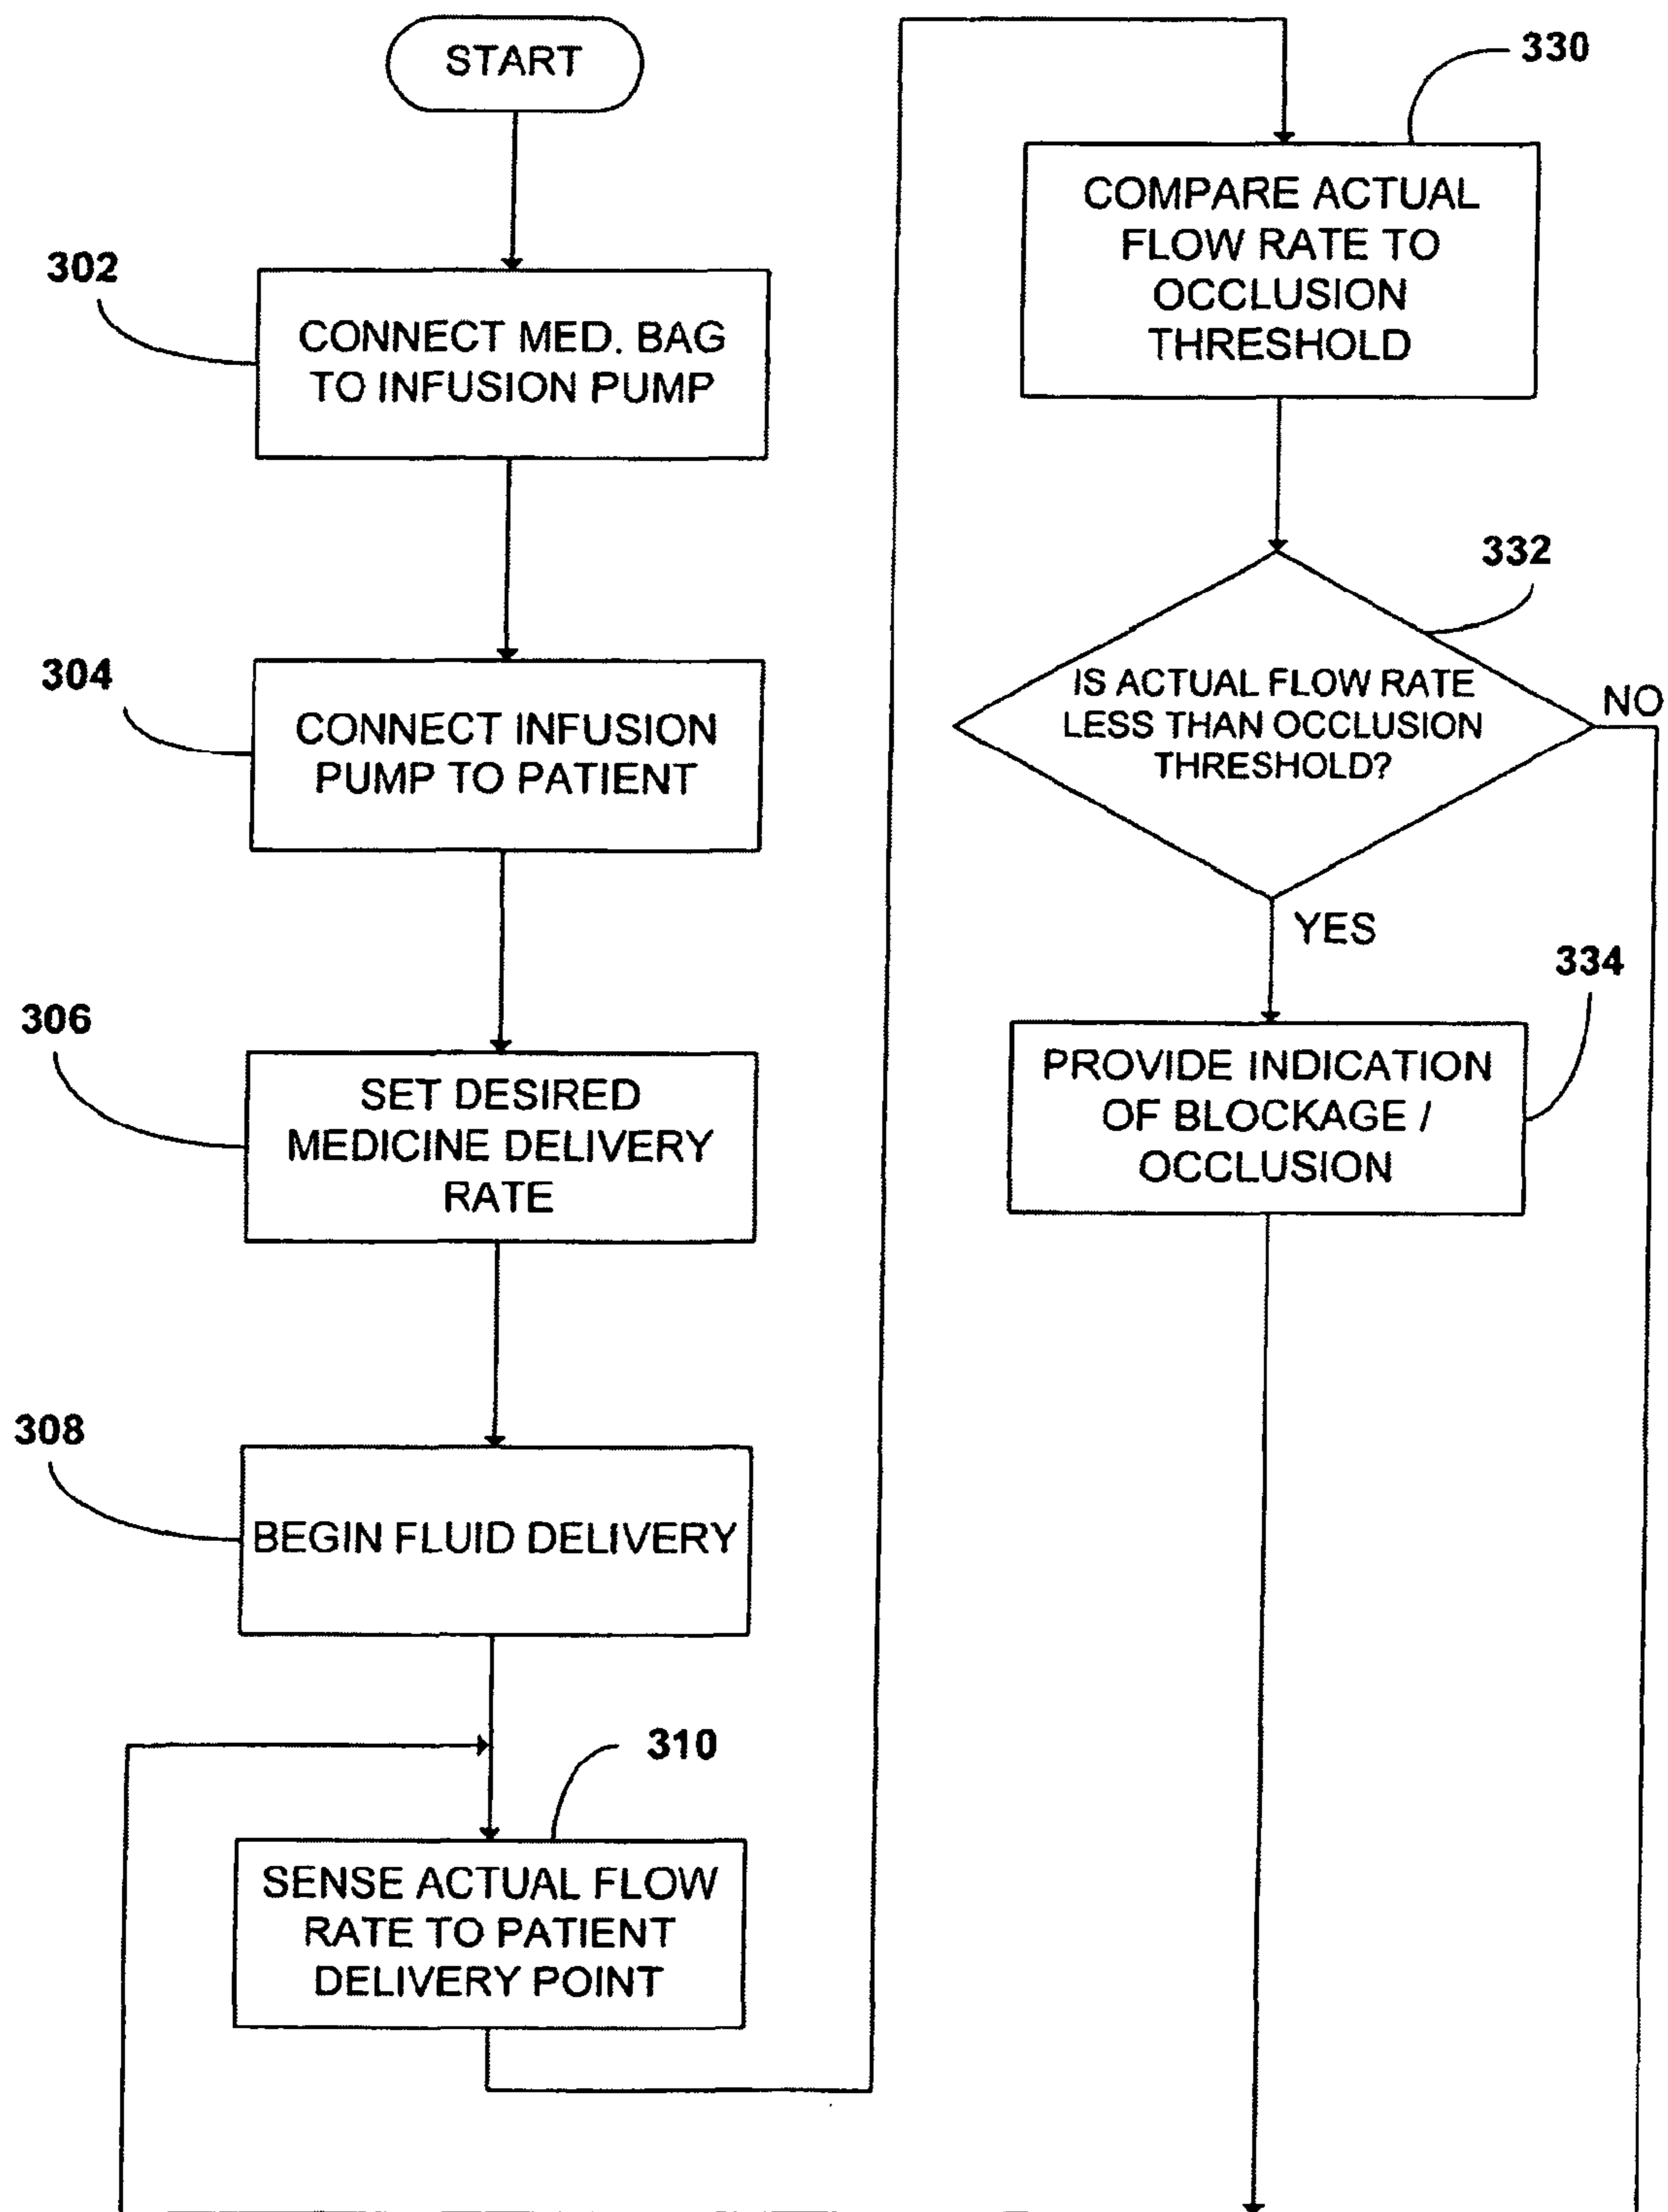 START
302
CONNECT MED. BAG
TO INFUSION PUMP
304
CONNECT INFUSION
PUMP TO PATIENT
306
SET DESIRED
MEDICINE DELIVERY
RATE
308
BEGIN FLUID DELIVERY
310
SENSE ACTUAL FLOW
RATE TO PATIENT
DELIVERY POINT
330
COMPARE ACTUAL
FLOW RATE TO
OCCLUSION
THRESHOLD
332
IS ACTUAL FLOW RATE
LESS THAN OCCLUSION
THRESHOLD?
NO
YES
334
PROVIDE INDICATION
OF BLOCKAGE /
OCCLUSION